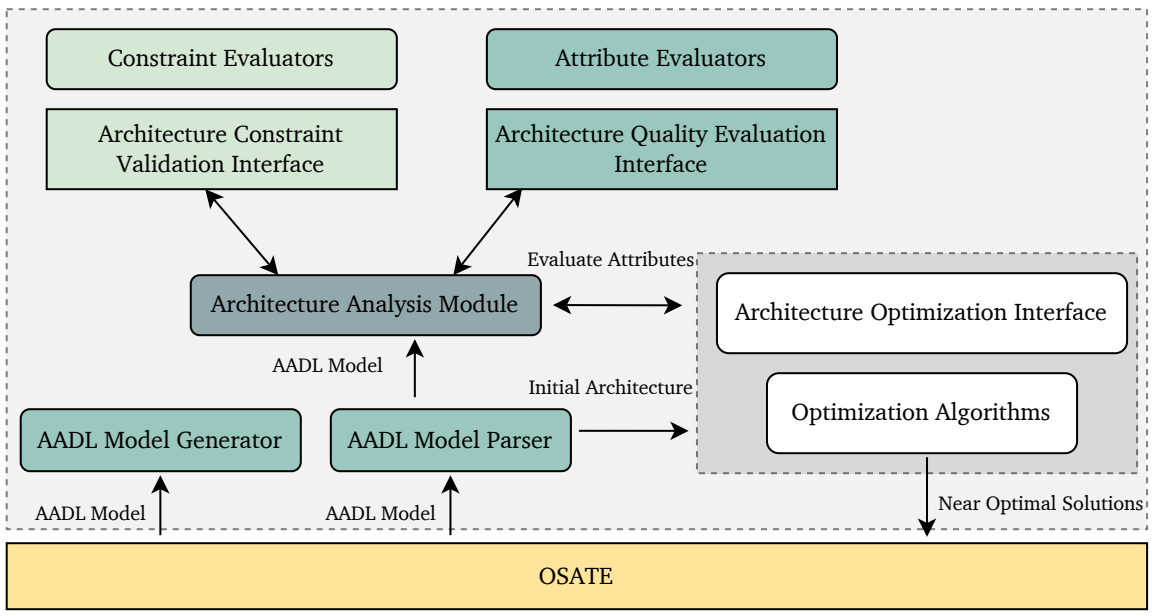 Constraint Evaluators
Attribute Evaluators
Architecture Constraint
Validation Interface
Architecture Quality Evaluation
Interface
Evaluate Attributes
Architecture Analysis Module
Architecture Optimization Interface
AADL Model
Initial Architecture
Optimization Algorithms
AADL Model Generator
AADL Model Parser
AADL Model
AADL Model
Near Optimal Solutions
OSATE